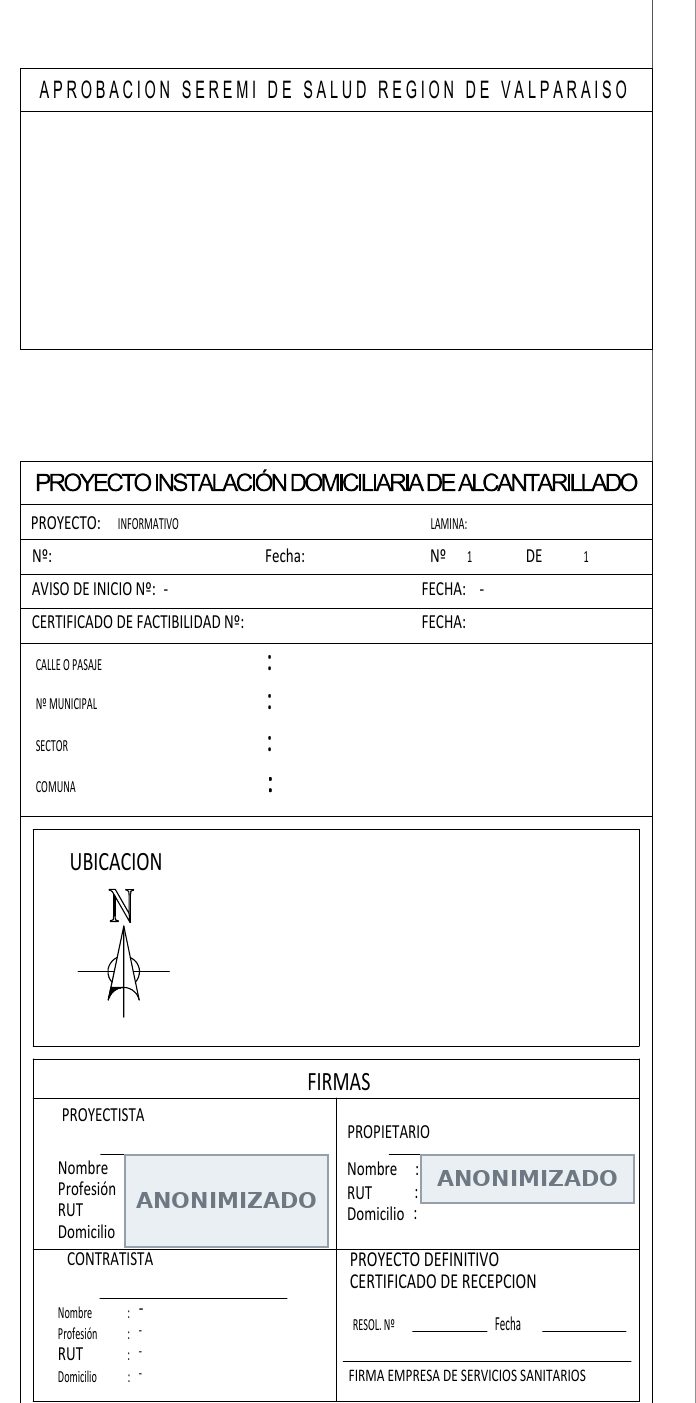 APROBACION SEREMI DE SALUD REGION DE VALPARAISO
PROYECTO INSTALACIÓN DOMICILIARIA DE ALCANTARILLADO
PROYECTO: INFORMATIVO LAMINA:
Nº: Fecha: Nº 1 DE 1
AVISO DE INICIO Nº: - FECHA: -
CERTIFICADO DE FACTIBILIDAD Nº: FECHA:
CALLE O PASAJE :
Nº MUNICIPAL :
SECTOR :
COMUNA :
UBICACION
N
FIRMAS
PROYECTISTA
Nombre
Profesión
RUT
Domicilio
ANONIMIZADO
PROPIETARIO
Nombre :
RUT :
Domicilio :
ANONIMIZADO
CONTRATISTA
Nombre : -
Profesión : -
RUT : -
Domicilio : -
PROYECTO DEFINITIVO
CERTIFICADO DE RECEPCION
RESOL. Nº Fecha
FIRMA EMPRESA DE SERVICIOS SANITARIOS